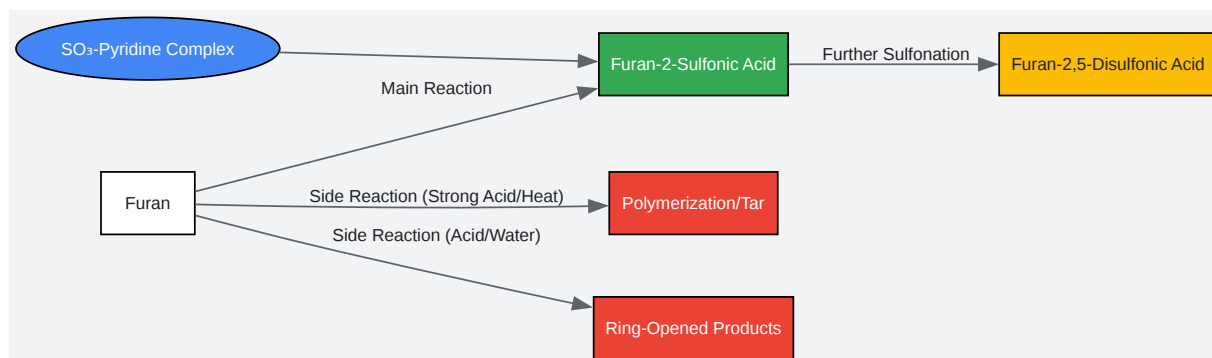 SO₃-Pyridine Complex
Furan-2-Sulfonic Acid
Further Sulfonation
Furan-2,5-Disulfonic Acid
Main Reaction
Furan
Side Reaction (Strong Acid/Heat)
Polymerization/Tar
Side Reaction (Acid/Water)
Ring-Opened Products